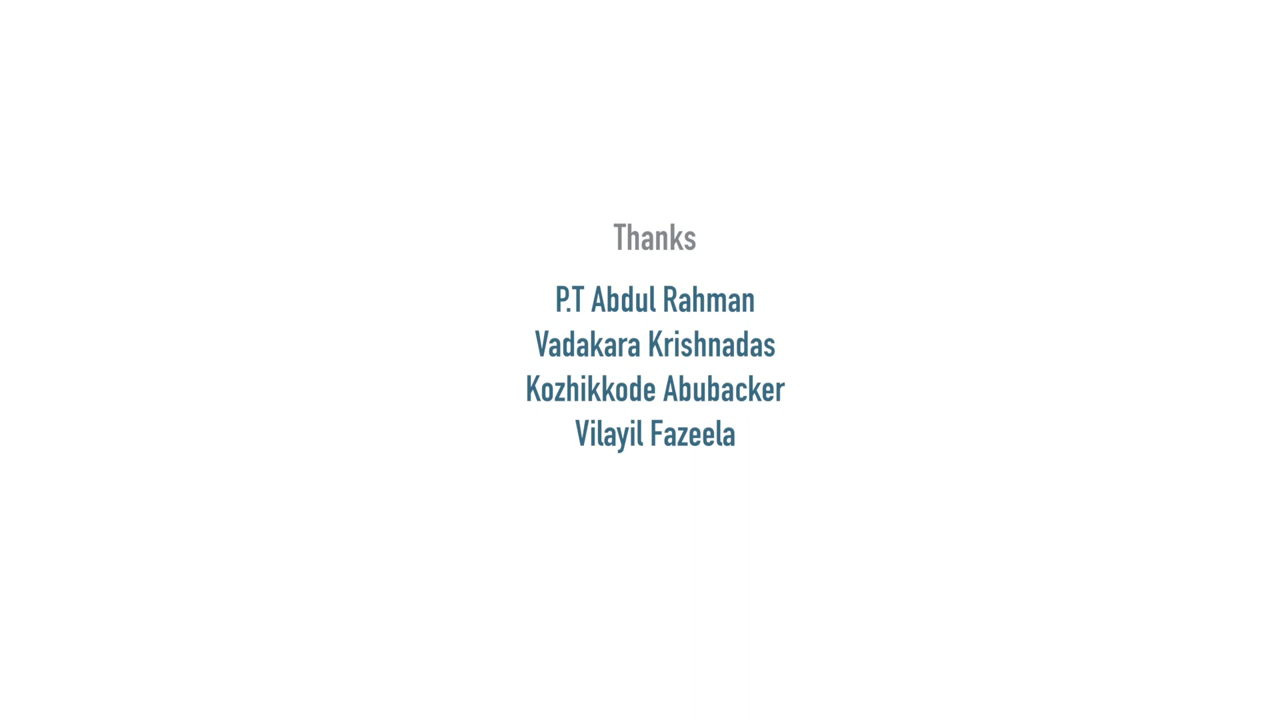 Thanks
P.T Abdul Rahman
Vadakara Krishnadas
Kozhikkode Abubacker
Vilayil Fazeela